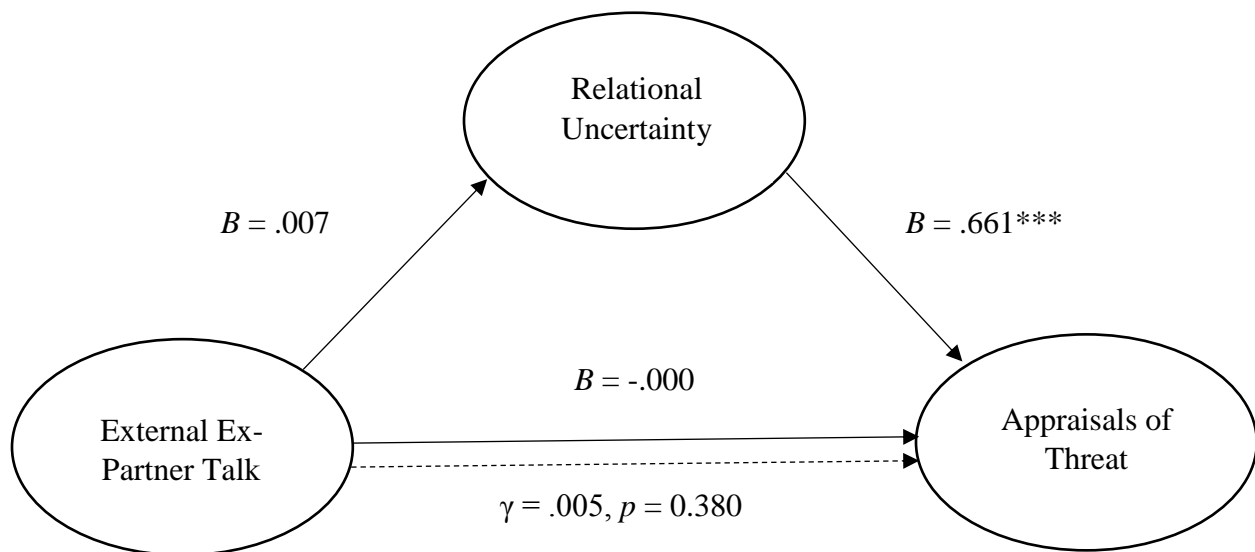 Relational
Uncertainty
B = .007
B = .661***
B = -.000
External Ex-
Partner Talk
Appraisals of
Threat
γ = .005, p = 0.380